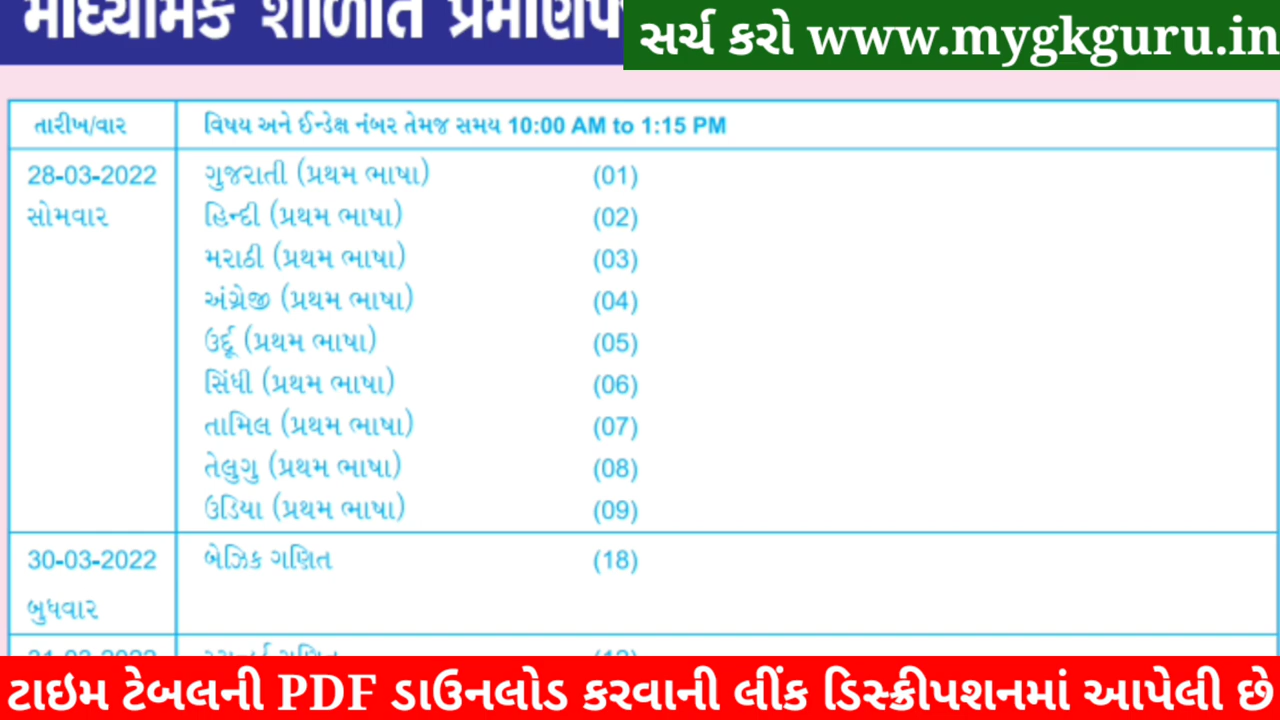 માધ્યમિક શાળાંત
સર્ચ કરો www.mygkguru.in
તારીખ/વાર વિષય અને ઈન્ડેક્ષ નંબર તેમજ સમય 10:00 AM to 1:15 PM
28-03-2022 ગુજરાતી (પ્રથમ ભાષા) (01)
સોમવાર હિન્દી (પ્રથમ ભાષા) (02)
મરાઠી (પ્રથમ ભાષા) (03)
અંગ્રેજી (પ્રથમ ભાષા) (04)
ઉર્દૂ (પ્રથમ ભાષા) (05)
સિંધી (પ્રથમ ભાષા) (06)
તામિલ (પ્રથમ ભાષા) (07)
તેલુગુ (પ્રથમ ભાષા) (08)
ઉડિયા (પ્રથમ ભાષા) (09)
30-03-2022 બેઝિક ગણિત (18)
બુધવાર
ટાઇમ ટેબલની PDF ડાઉનલોડ કરવાની લીંક ડિસ્ક્રીપશનમાં આપેલી છે